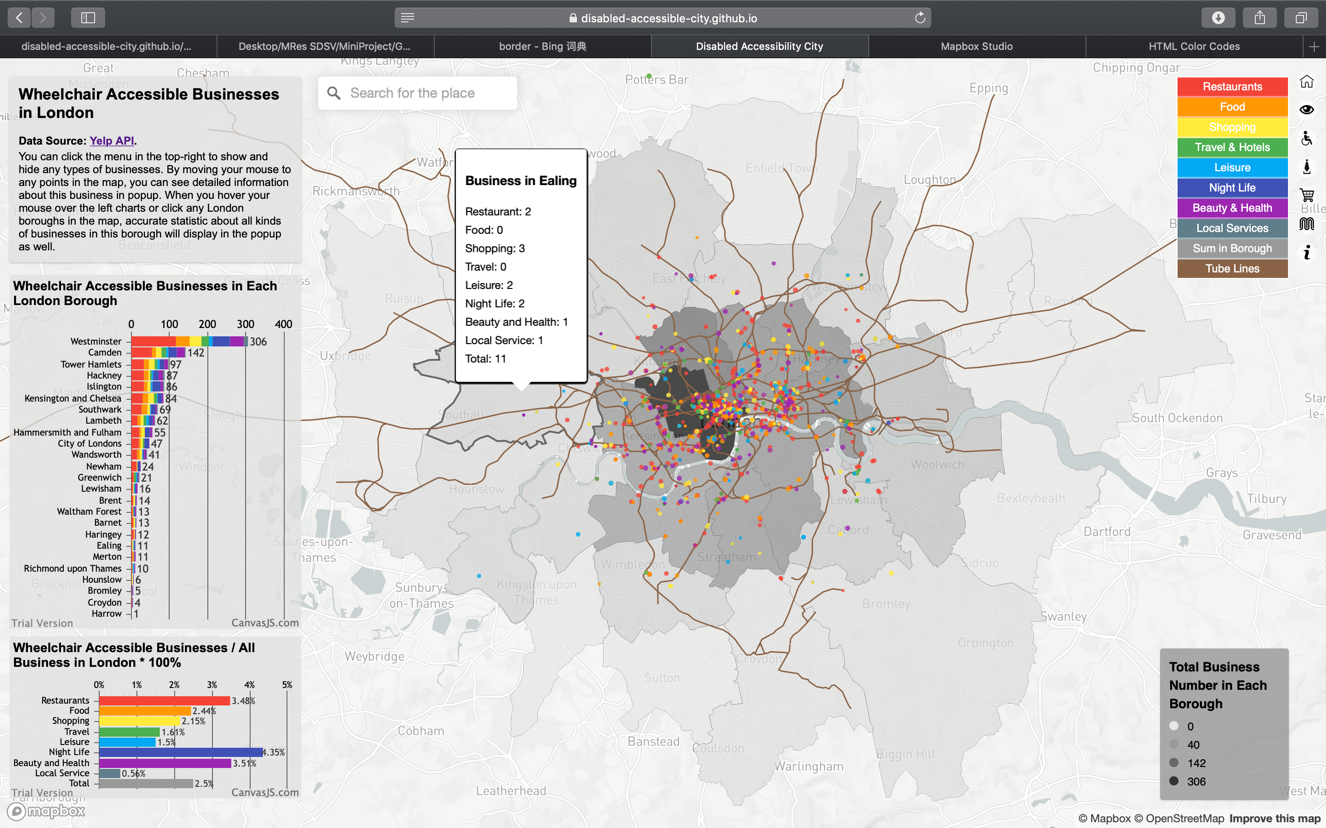 disabled-accessible-city.github.io
disabled-accessible-city.github.io/...
Desktop/MRes SDSV/MiniProject/G...
border - Bing 词典
Disabled Accessibility City
Mapbox Studio
HTML Color Codes
Wheelchair Accessible Businesses
in London
Data Source: Yelp API.
You can click the menu in the top-right to show and
hide any types of businesses. By moving your mouse to
any points in the map, you can see detailed information
about this business in popup. When you hover your
mouse over the left charts or click any London
boroughs in the map, accurate statistic about all kinds
of businesses in this borough will display in the popup
as well.
Wheelchair Accessible Businesses in Each
London Borough
0 100 200 300 400
Westminster 306
Camden 142
Tower Hamlets 97
Hackney 87
Islington 86
Kensington and Chelsea 84
Southwark 69
Lambeth 62
Hammersmith and Fulham 55
City of London 47
Wandsworth 41
Newham 24
Greenwich 21
Lewisham 16
Brent 14
Waltham Forest 13
Barnet 13
Haringey 12
Ealing 11
Merton 11
Richmond upon Thames 10
Hounslow 6
Bromley 5
Croydon 4
Harrow 1
Trial Version CanvasJS.com
Wheelchair Accessible Businesses / All
Business in London * 100%
0% 1% 2% 3% 4% 5%
Restaurants 3.48%
Food 2.44%
Shopping 2.15%
Travel 1.61%
Leisure 1.5%
Night Life 4.35%
Beauty and Health 3.51%
Local Service 0.56%
Total 2.5%
Trial Version CanvasJS.com
mapbox
Search for the place
Business in Ealing
Restaurant: 2
Food: 0
Shopping: 3
Travel: 0
Leisure: 2
Night Life: 2
Beauty and Health: 1
Local Service: 1
Total: 11
Restaurants
Food
Shopping
Travel & Hotels
Leisure
Night Life
Beauty & Health
Local Services
Sum in Borough
Tube Lines
Great
Chesham
Kings Langley
Potters Bar
Epping
Chipping Ongar
Enfield Town
Loughton
Rickmansworth
Ruislip
Uxbridge
Southall
Hounslow
East Finchley
Woolwich
Bexleyheath
South Ockendon
Grays
Tilbury
Dartford
Gravesend
Windsor
Sunbury-
on-Thames
Kingston upon
Thames
Wimbledon
Streatham
Catford
Sidcup
Bromley
Swanley
Orpington
Croydon
Sutton
Weybridge
Cobham
Banstead
Coulsdon
Biggin Hill
Warlingham
Leatherhead
Total Business
Number in Each
Borough
0
40
142
306
© Mapbox © OpenStreetMap Improve this map